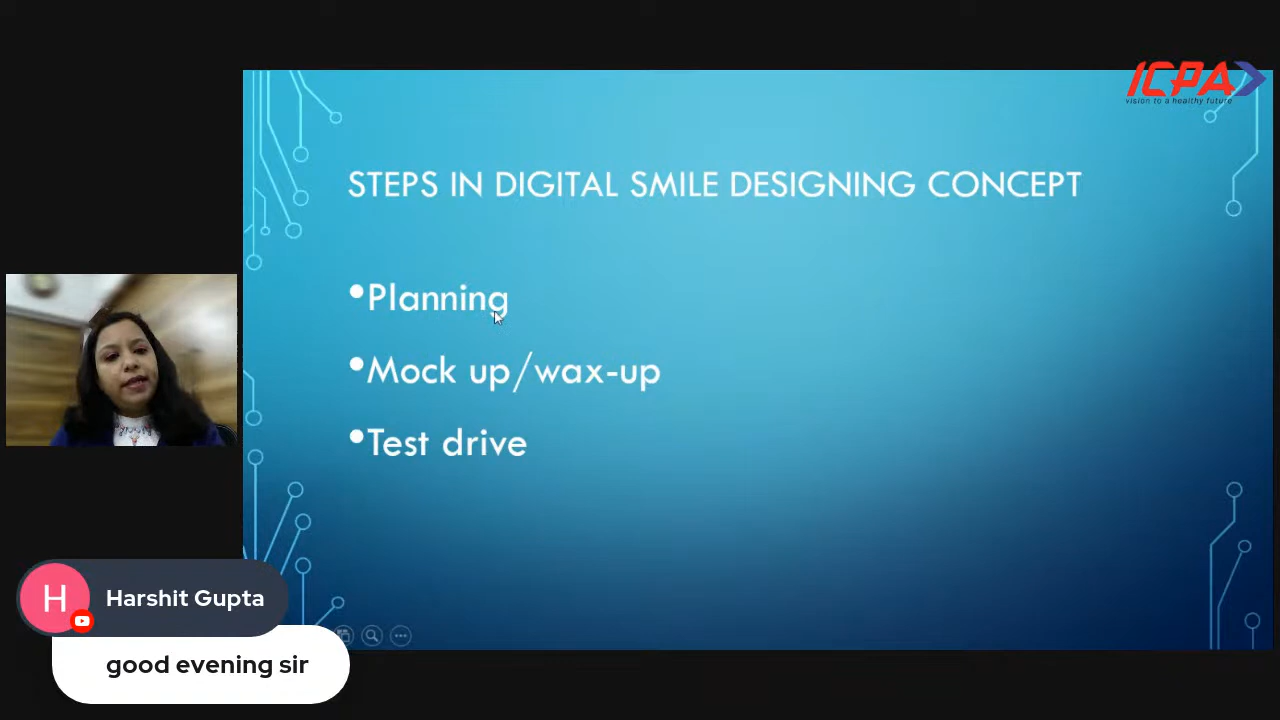 ICPA
vision to a healthy future
STEPS IN DIGITAL SMILE DESIGNING CONCEPT
•Planning
•Mock up/wax-up
•Test drive
H
Harshit Gupta
good evening sir